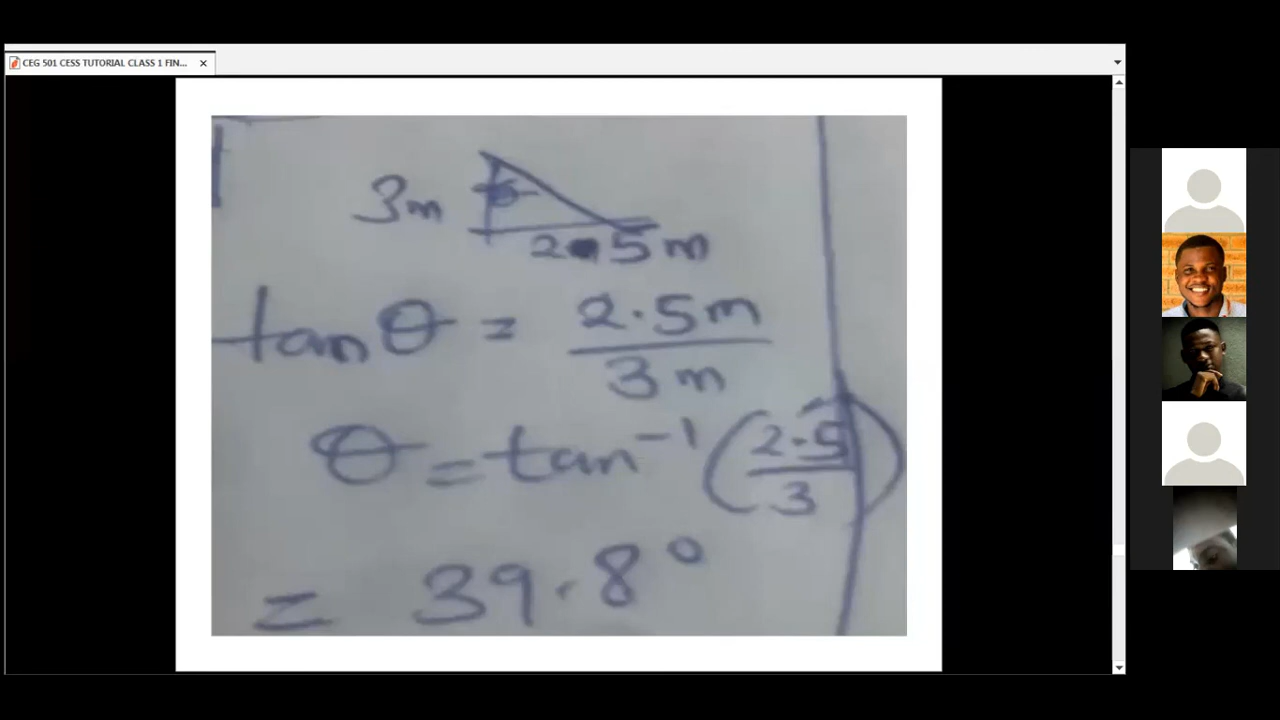 CEG 501 CESS TUTORIAL CLASS 1 FIN...
3m
θ
2.5m
tan θ = 2.5m / 3m
θ = tan⁻¹ (2.5 / 3)
= 39.8°